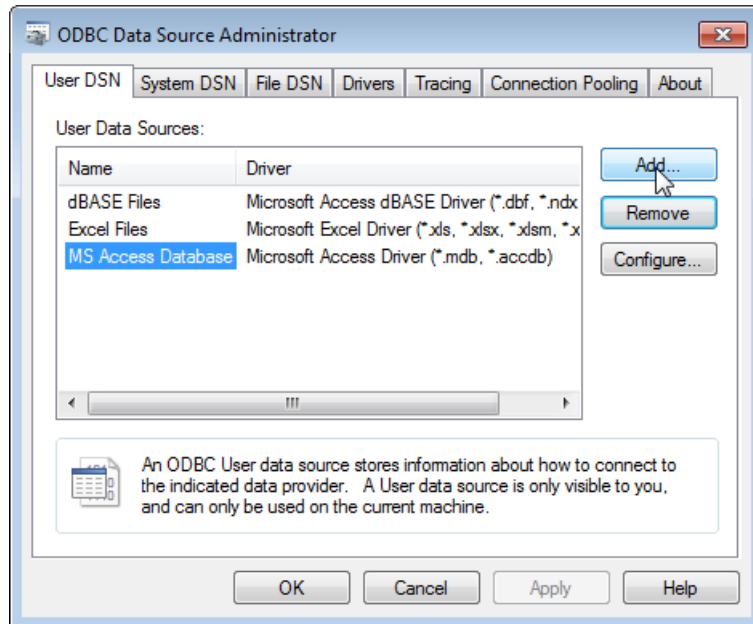 ODBC Data Source Administrator
User DSN System DSN File DSN Drivers Tracing Connection Pooling About
User Data Sources:
Name Driver Add...
dBASE Files Microsoft Access dBASE Driver (*.dbf, *.ndx
Remove
Excel Files Microsoft Excel Driver (*.xls, *.xlsx, *.xlsm, *.x
MS Access Database Microsoft Access Driver (*.mdb, *.accdb) Configure...
An ODBC User data source stores information about how to connect to
the indicated data provider. A User data source is only visible to you,
and can only be used on the current machine.
OK Cancel Apply Help